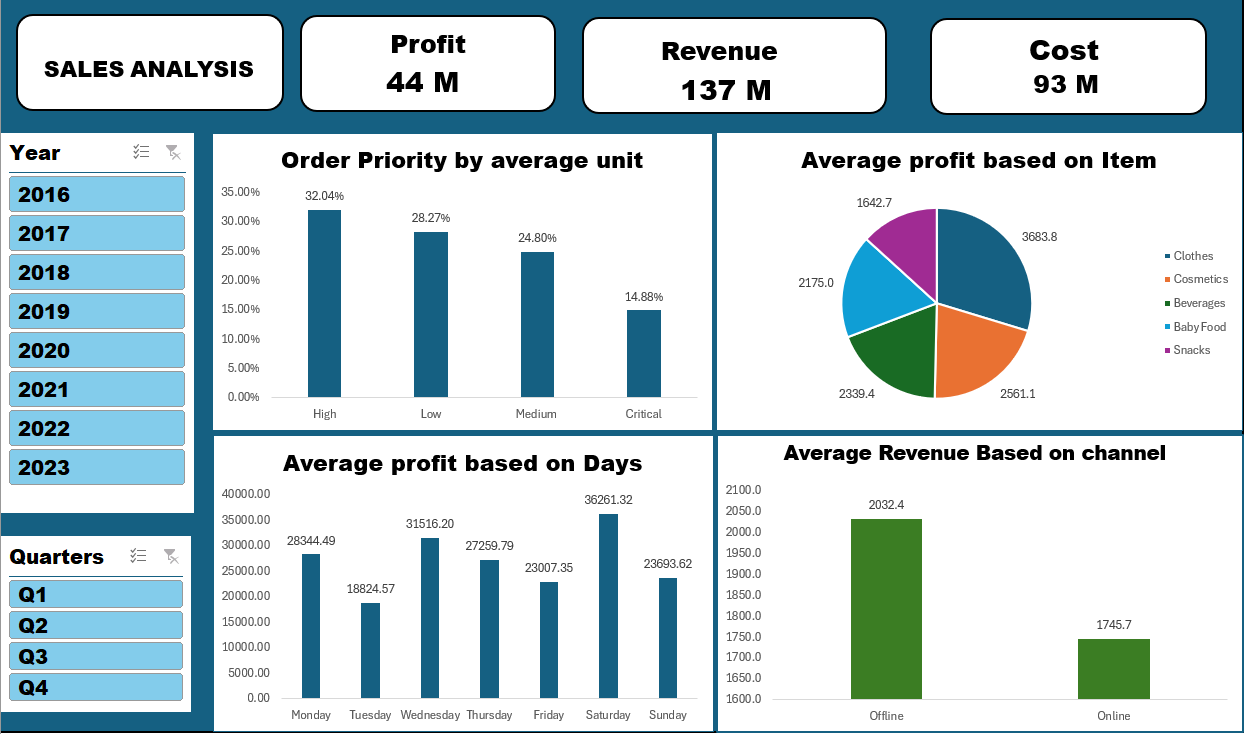 SALES ANALYSIS
Profit
44 M
Revenue
137 M
Cost
93 M
Year
2016
2017
2018
2019
2020
2021
2022
2023
Quarters
Q1
Q2
Q3
Q4
Order Priority by average unit
35.00%
30.00%
25.00%
20.00%
15.00%
10.00%
5.00%
0.00%
32.04%
28.27%
24.80%
14.88%
High Low Medium Critical
Average profit based on Item
1642.7
3683.8
2175.0
2339.4
2561.1
Clothes
Cosmetics
Beverages
Baby Food
Snacks
Average profit based on Days
40000.00
35000.00
30000.00
25000.00
20000.00
15000.00
10000.00
5000.00
0.00
28344.49
18824.57
31516.20
27259.79
23007.35
36261.32
23693.62
Monday Tuesday Wednesday Thursday Friday Saturday Sunday
Average Revenue Based on channel
2100.0
2050.0
2000.0
1950.0
1900.0
1850.0
1800.0
1750.0
1700.0
1650.0
1600.0
2032.4
1745.7
Offline Online